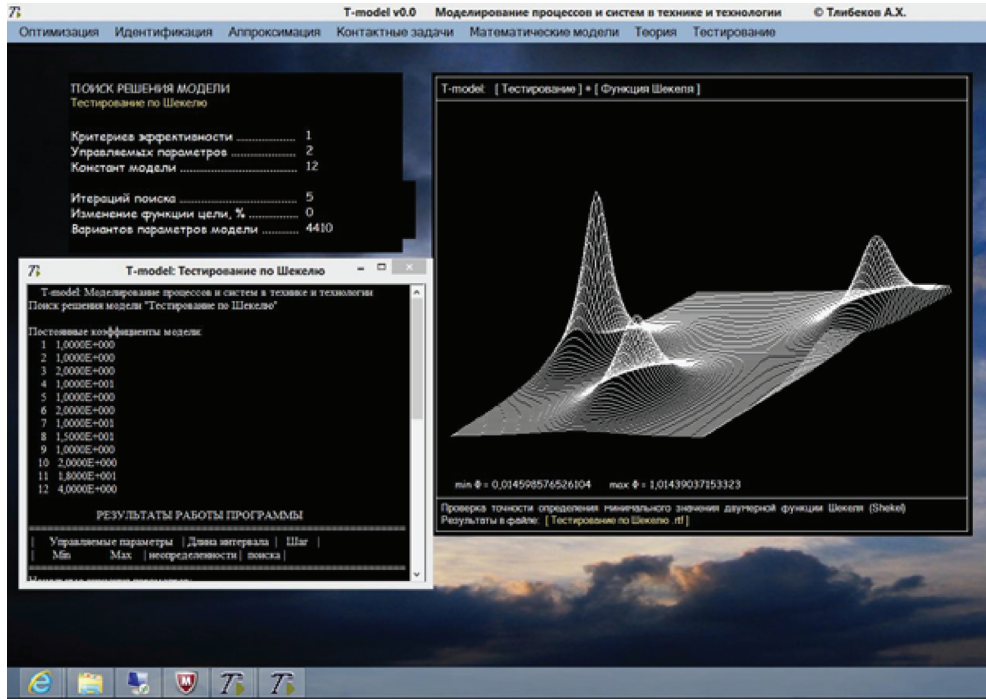 T-model v0.0 Моделирование процессов и систем в технике и технологии © Тлибеков А.Х.
Оптимизация Идентификация Аппроксимация Контактные задачи Математические модели Теория Тестирование
ПОИСК РЕШЕНИЯ МОДЕЛИ
Тестирование по Шекелю
Критериев эффективности .................. 1
Управляемых параметров .................. 2
Констант модели .................. 12
Итераций поиска .................. 5
Изменение функции цели, % .............. 0
Вариантов параметров модели .......... 4410
T-model: Тестирование по Шекелю
T-model: Моделирование процессов и систем в технике и технологии
Поиск решения модели "Тестирование по Шекелю"
Постоянные коэффициенты модели:
1 1,0000E+000
2 1,0000E+000
3 2,0000E+000
4 1,0000E+001
5 1,0000E+000
6 2,0000E+000
7 1,0000E+001
8 1,5000E+001
9 1,0000E+000
10 2,0000E+000
11 1,8000E+001
12 4,0000E+000
РЕЗУЛЬТАТЫ РАБОТЫ ПРОГРАММЫ
| Управляемые параметры | Длина интервала | Шаг |
| Min Max | неопределенности | поиска |
T-model: [ Тестирование ] + [ Функция Шекеля ]
min Φ = 0,014598576526104 max Φ = 1,01439037153323
Проверка точности определения минимального значения двумерной функции Шекеля (Shekel)
Результаты в файле: [ Тестирование по Шекелю .rtf ]